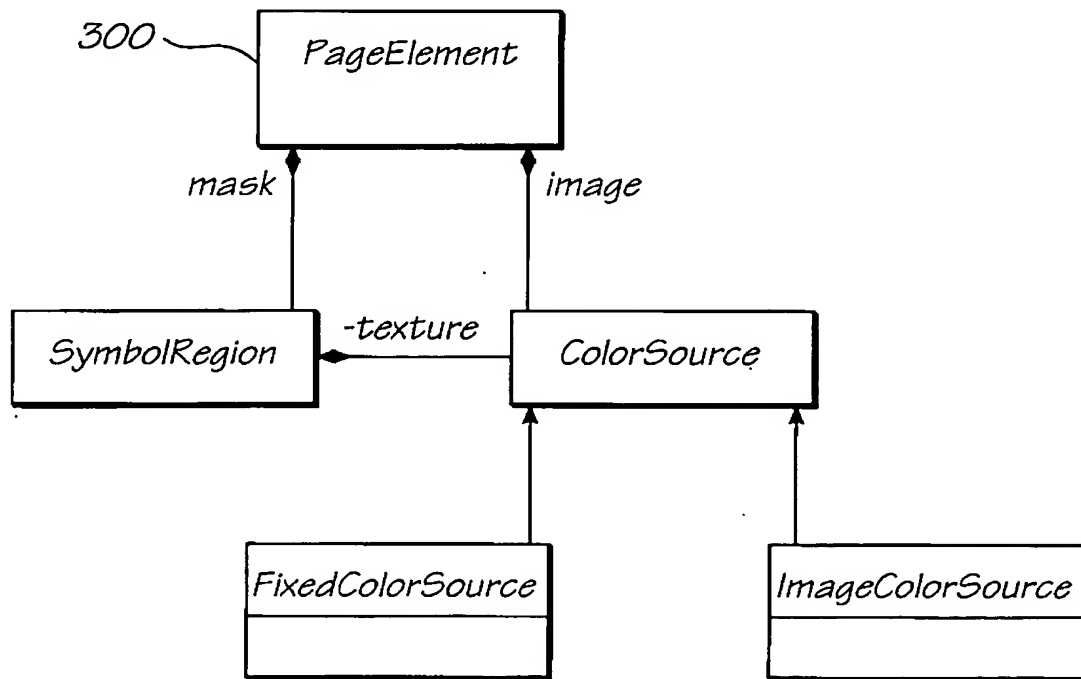 300
PageElement
mask
image
SymbolRegion
-texture
ColorSource
FixedColorSource
ImageColorSource